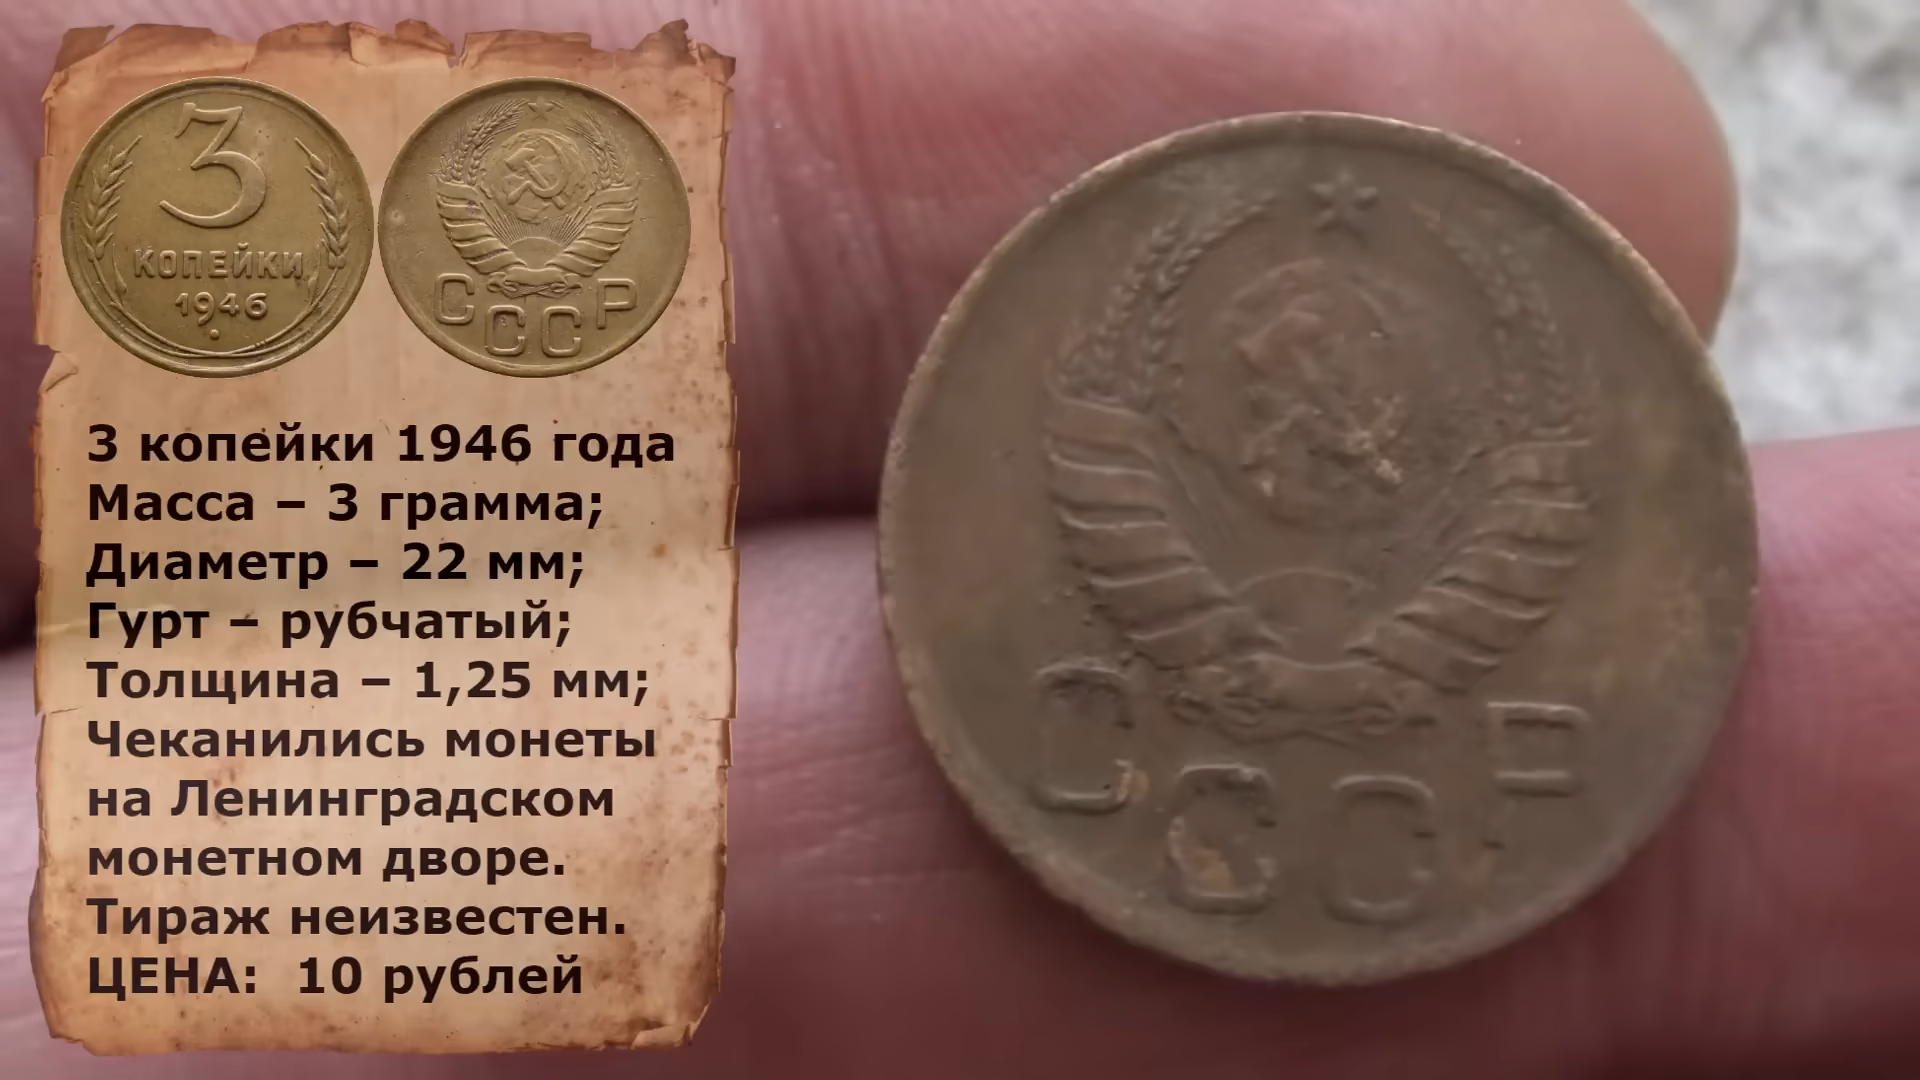 3
КОПЕЙКИ
1946
СССР
3 копейки 1946 года
Масса – 3 грамма;
Диаметр – 22 мм;
Гурт – рубчатый;
Толщина – 1,25 мм;
Чеканились монеты
на Ленинградском
монетном дворе.
Тираж неизвестен.
ЦЕНА: 10 рублей
СССР